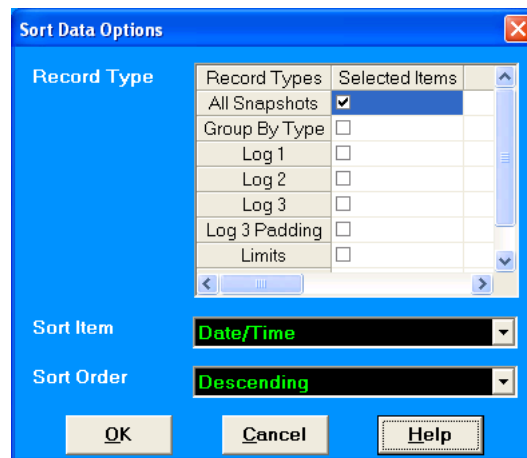 Sort Data Options
Record Type
Record Types Selected Items
All Snapshots
Group By Type
Log 1
Log 2
Log 3
Log 3 Padding
Limits
Sort Item Date/Time
Sort Order Descending
OK Cancel Help